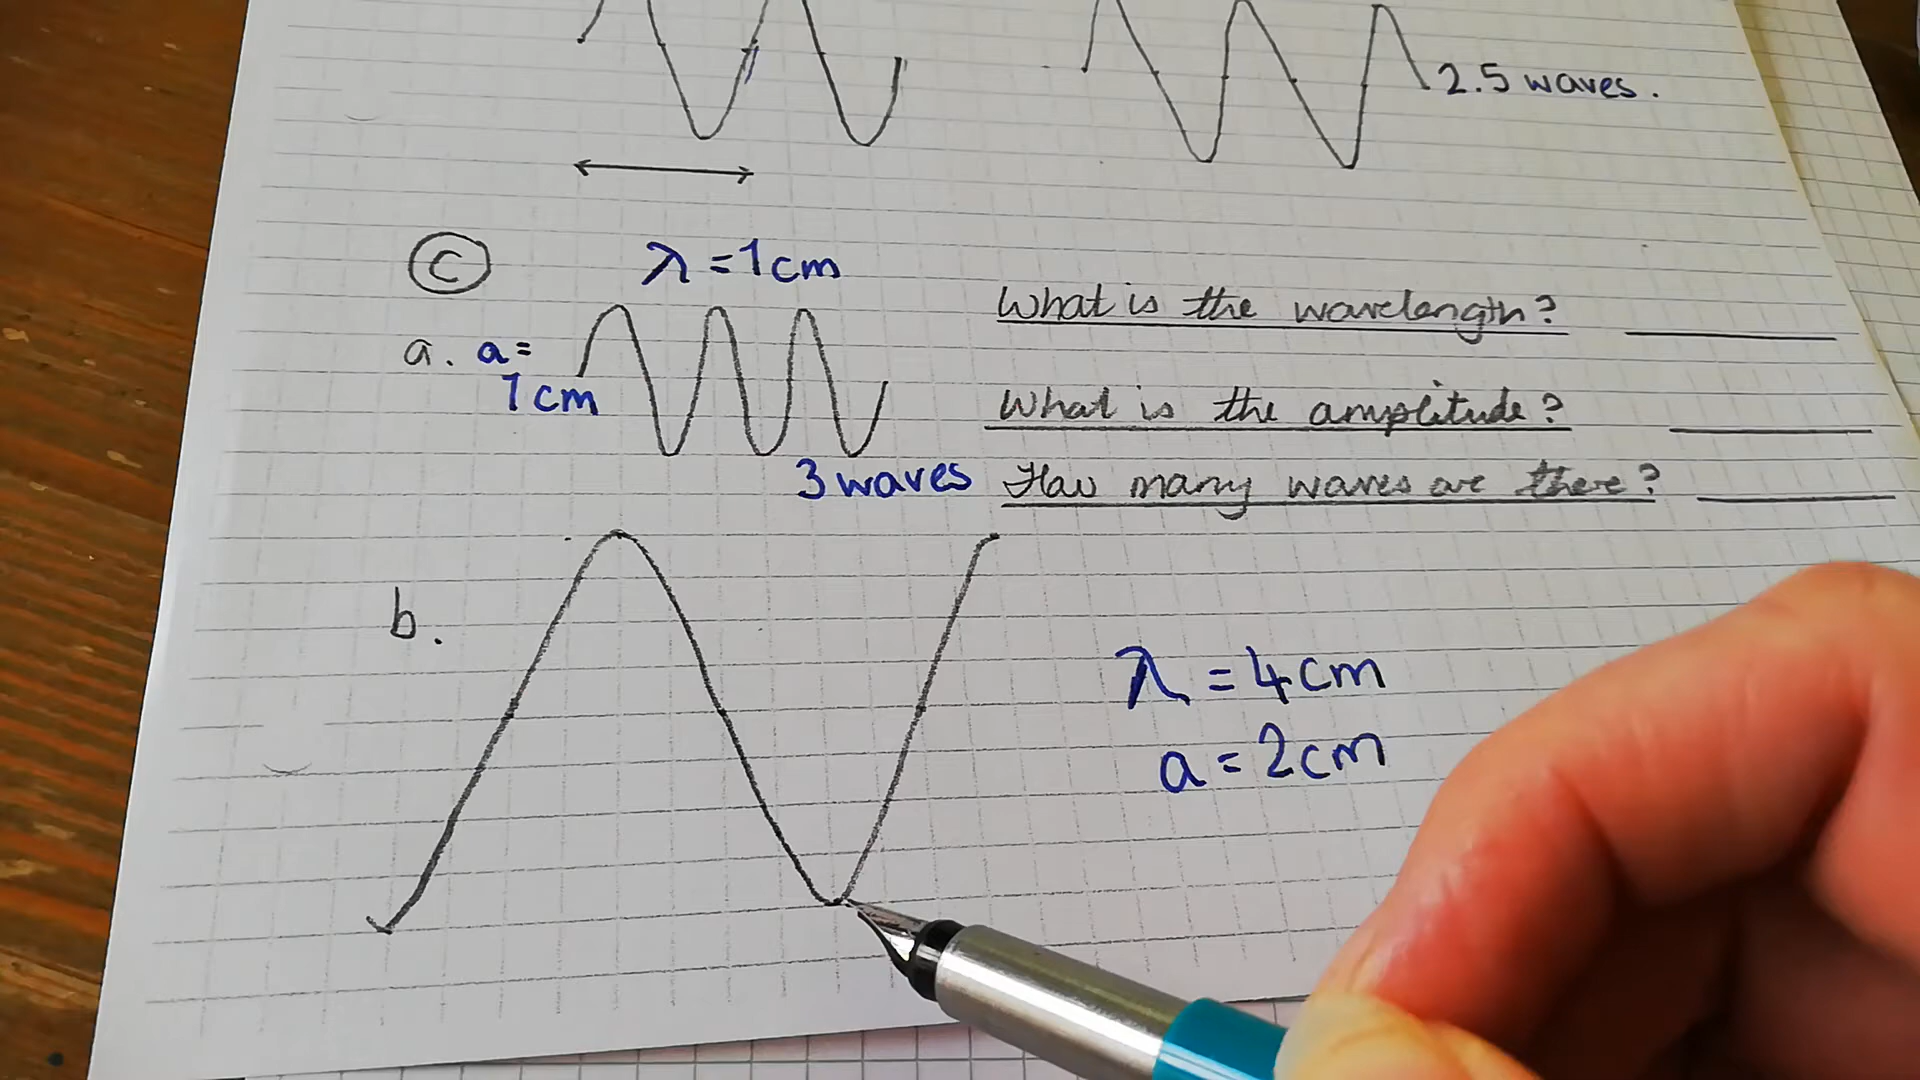 2.5 waves.
c
λ = 1cm
a. a =
1cm
3 waves
What is the wavelength?
What is the amplitude?
How many waves are there?
b.
λ = 4cm
a = 2cm